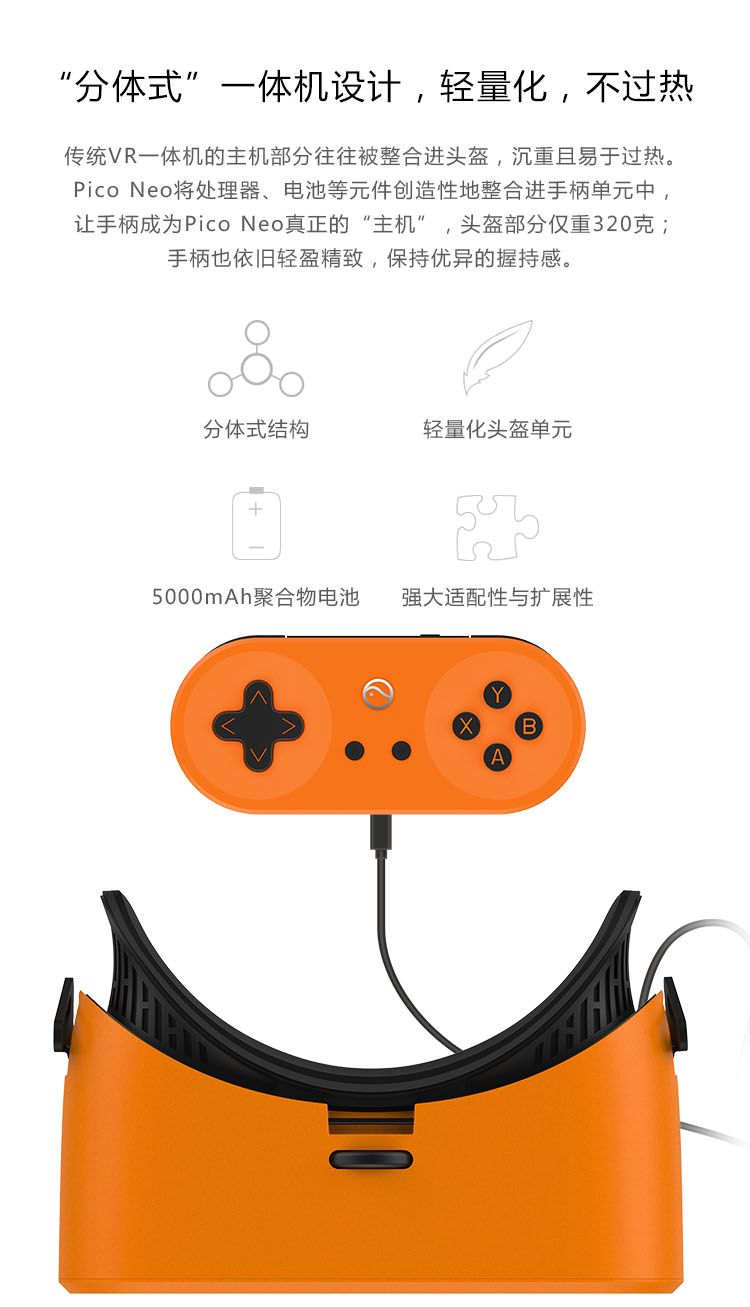 “分体式”一体机设计，轻量化，不过热
传统VR一体机的主机部分往往被整合进头盔，沉重且易于过热。
Pico Neo将处理器、电池等元件创造性地整合进手柄单元中，
让手柄成为Pico Neo真正的“主机”，头盔部分仅重320克；
手柄也依旧轻盈精致，保持优异的握持感。
分体式结构
轻量化头盔单元
5000mAh聚合物电池
强大适配性与扩展性
Y
X
B
A